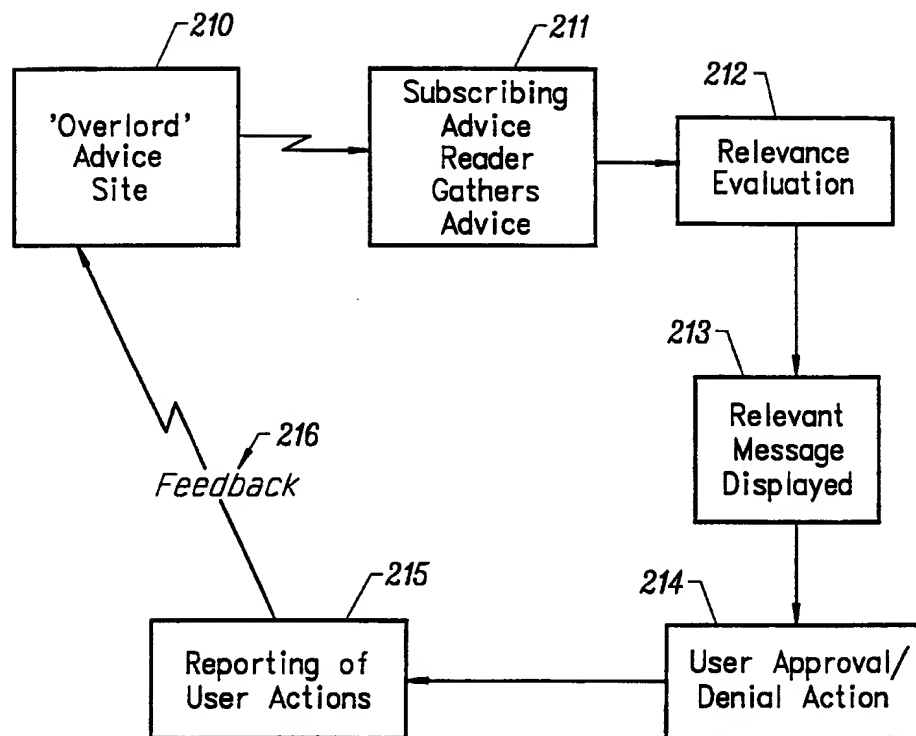 210
'Overlord'
Advice
Site
211
Subscribing
Advice
Reader
Gathers
Advice
212
Relevance
Evaluation
213
Relevant
Message
Displayed
214
User Approval/
Denial Action
215
Reporting of
User Actions
216
Feedback